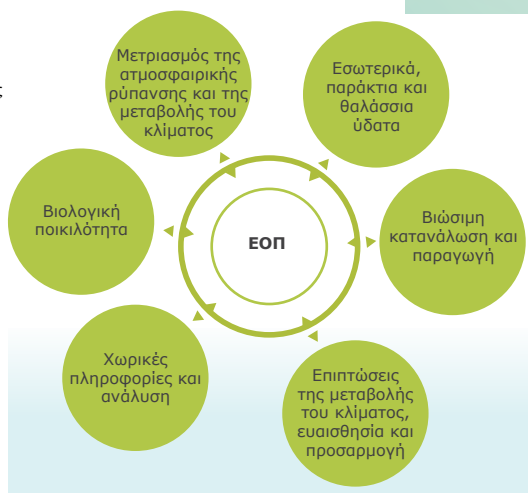 ς
Μετριασμός της
ατμοσφαιρικής
ρύπανσης και της
μεταβολής του
κλίματος
Εσωτερικά,
παράκτια και
θαλάσσια
ύδατα
Βιολογική
ποικιλότητα
ΕΟΠ
Βιώσιμη
κατανάλωση και
παραγωγή
Χωρικές
πληροφορίες και
ανάλυση
Επιπτώσεις
της μεταβολής
του κλίματος,
ευαισθησία και
προσαρμογή